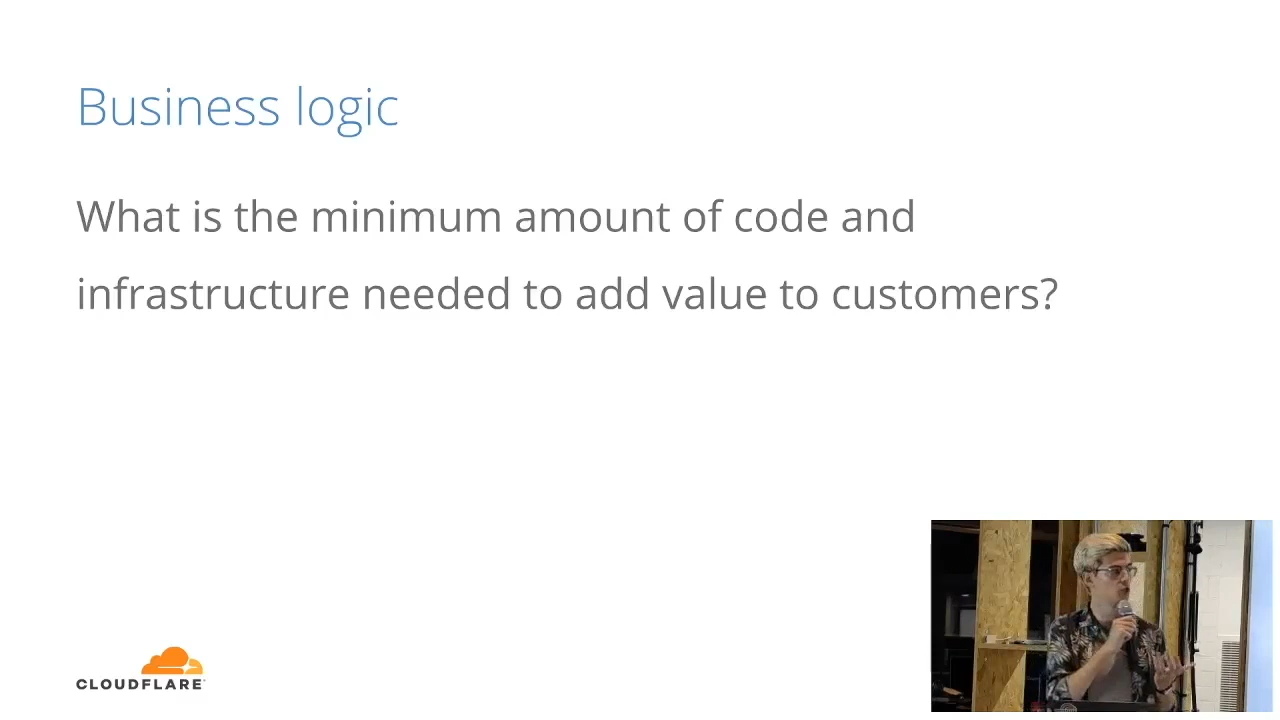 Business logic
What is the minimum amount of code and
infrastructure needed to add value to customers?
CLOUDFLARE